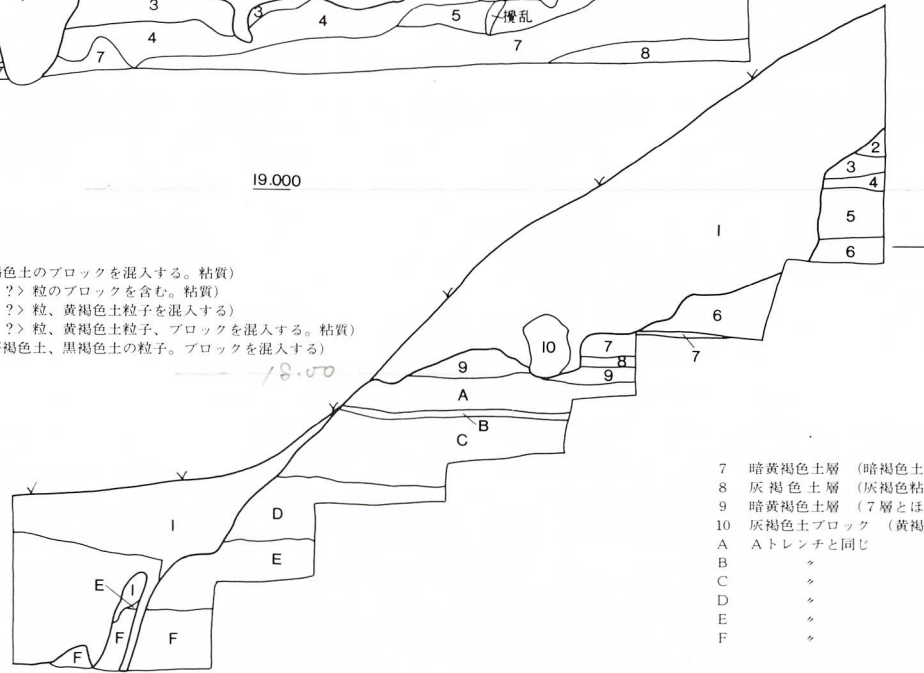 3
3
4
5
攪乱
4
7
7
8
19.000
2
3
4
5
6
I
色土のブロックを混入する。粘質）
?〉粒のブロックを含む。粘質）
?〉粒、黄褐色土粒子を混入する）
?〉粒、黄褐色土粒子、ブロックを混入する。粘質）
褐色土、黒褐色土の粒子。ブロックを混入する）
18.00
6
7
10
7
8
9
9
A
B
C
I
D
E
E
I
F
F
F
7 暗黄褐色土層 （暗褐色土
8 灰褐色土層 （灰褐色粘
9 暗黄褐色土層 （7層とほ
10 灰褐色土ブロック （黄褐
A Aトレンチと同じ
B 〃
C 〃
D 〃
E 〃
F 〃